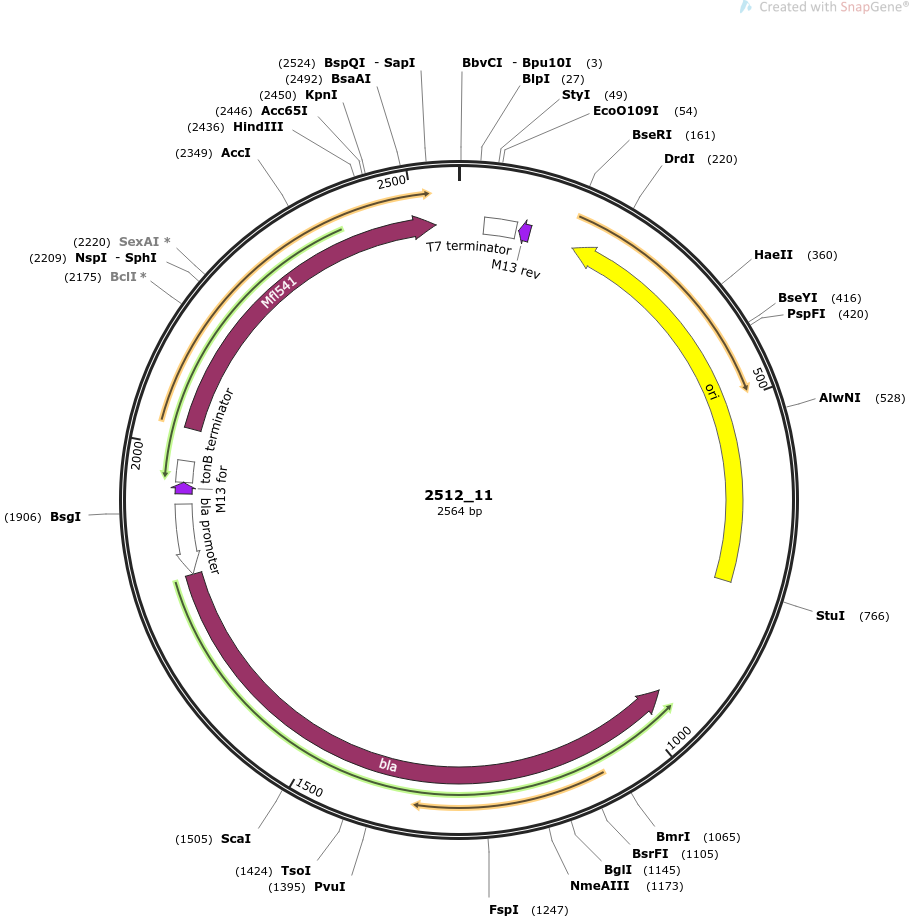 Created with SnapGene®
(2524) BspQI - SapI
(2492) BsaAI
(2450) KpnI
(2446) Acc65I
(2436) HindIII
(2349) AccI
(2220) SexAI *
(2209) NspI - SphI
(2175) BclI *
(1906) BsgI
BbvCI - Bpu10I (3)
BlpI (27)
StyI (49)
EcoO109I (54)
BseRI (161)
DrdI (220)
HaeII (360)
BseYI (416)
PspFI (420)
AlwNI (528)
StuI (766)
BmrI (1065)
BsrFI (1105)
BglI (1145)
NmeAIII (1173)
FspI (1247)
(1505) ScaI
(1424) TsoI
(1395) PvuI
500
1000
1500
2000
2500
T7 terminator
M13 rev
ori
bla
bla promoter
M13 for
tonB terminator
Mfl541
2512_11
2564 bp